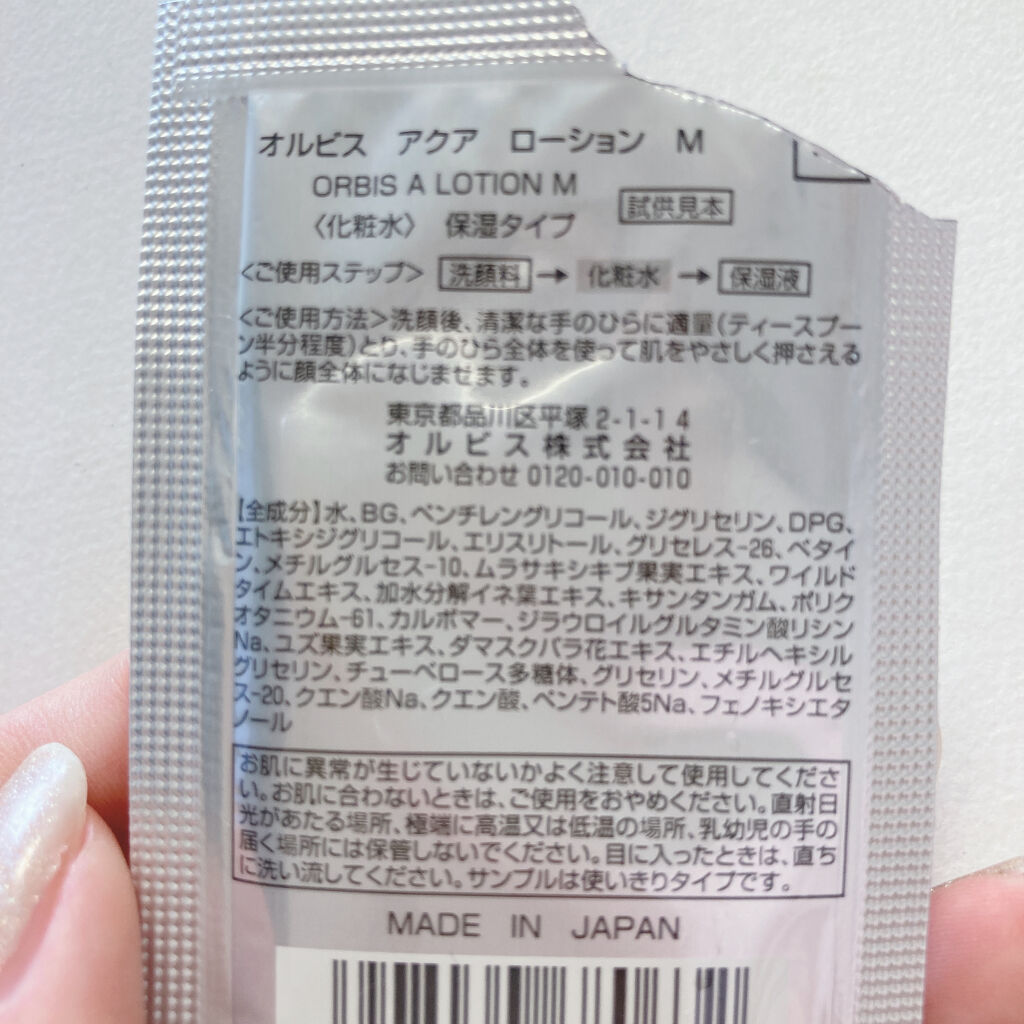 オルビス アクア ローション M
ORBIS A LOTION M
〈化粧水〉 保湿タイプ 試供見本
<ご使用ステップ> 洗顔料 → 化粧水 → 保湿液
<ご使用方法>洗顔後、清潔な手のひらに適量(ティースプー
ン半分程度)とり、手のひら全体を使って肌をやさしく押さえる
ように顔全体になじませます。
東京都品川区平塚2-1-14
オルビス株式会社
お問い合わせ 0120-010-010
【全成分】水、BG、ペンチレングリコール、ジグリセリン、DPG、
エトキシジグリコール、エリスリトール、グリセレス-26、ベタイ
ン、メチルグルセス-10、ムラサキシキブ果実エキス、ワイルド
タイムエキス、加水分解イネ葉エキス、キサンタンガム、ポリク
オタニウム-61、カルボマー、ジラウロイルグルタミン酸リシン
Na、ユズ果実エキス、ダマスクバラ花エキス、エチルヘキシル
グリセリン、チューベロース多糖体、グリセリン、メチルグルセ
ス-20、クエン酸Na、クエン酸、ペンテト酸5Na、フェノキシエタ
ノール
お肌に異常が生じていないかよく注意して使用してくださ
い。お肌に合わないときは、ご使用をおやめください。直射日
光があたる場所、極端に高温又は低温の場所、乳幼児の手の
届く場所には保管しないでください。目に入ったときは、直ち
に洗い流してください。サンプルは使いきりタイプです。
MADE IN JAPAN